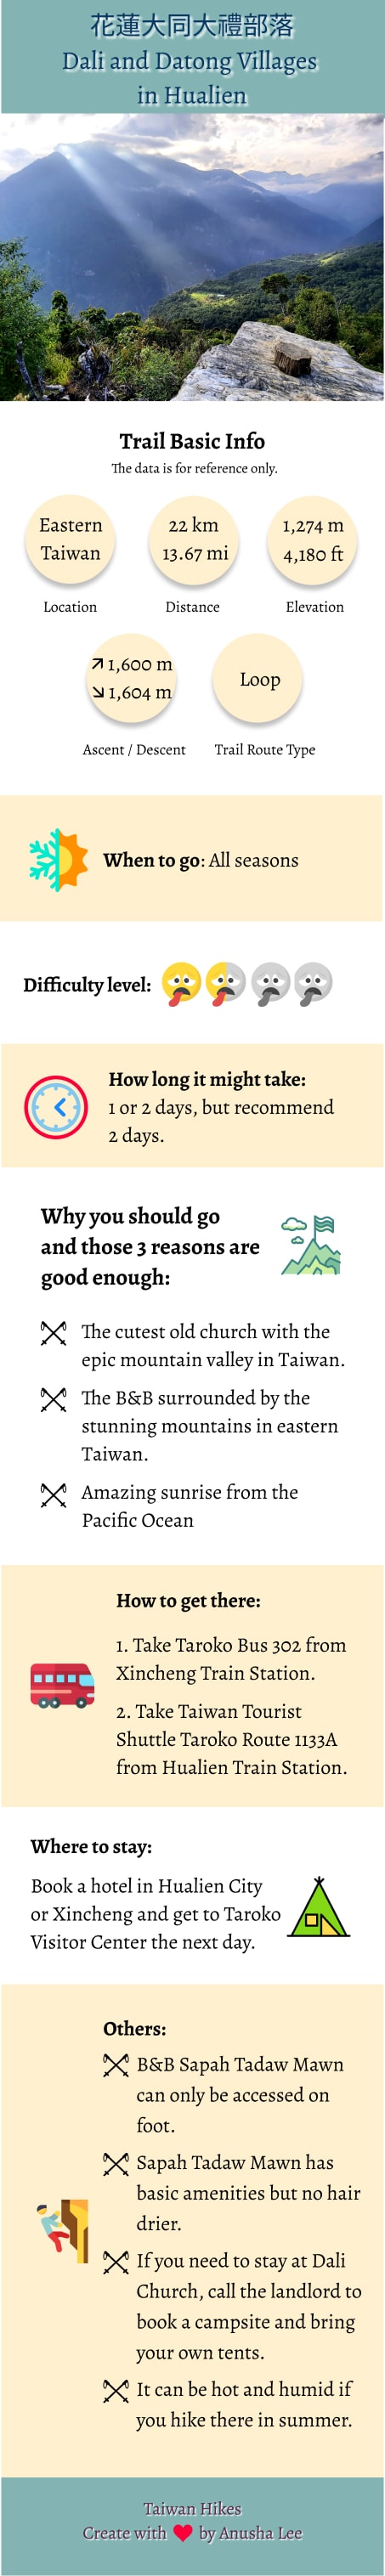 花蓮大同大禮部落
Dali and Datong Villages
in Hualien
Trail Basic Info
The data is for reference only.
Eastern
Taiwan
Location
22 km
13.67 mi
Distance
1,274 m
4,180 ft
Elevation
↗ 1,600 m
↘ 1,604 m
Ascent / Descent
Loop
Trail Route Type
When to go: All seasons
Difficulty level:
How long it might take:
1 or 2 days, but recommend
2 days.
Why you should go
and those 3 reasons are
good enough:
The cutest old church with the
epic mountain valley in Taiwan.
The B&B surrounded by the
stunning mountains in eastern
Taiwan.
Amazing sunrise from the
Pacific Ocean
How to get there:
1. Take Taroko Bus 302 from
Xincheng Train Station.
2. Take Taiwan Tourist
Shuttle Taroko Route 1133A
from Hualien Train Station.
Where to stay:
Book a hotel in Hualien City
or Xincheng and get to Taroko
Visitor Center the next day.
Others:
B&B Sapah Tadaw Mawn
can only be accessed on
foot.
Sapah Tadaw Mawn has
basic amenities but no hair
drier.
If you need to stay at Dali
Church, call the landlord to
book a campsite and bring
your own tents.
It can be hot and humid if
you hike there in summer.
Taiwan Hikes
Create with ❤ by Anusha Lee